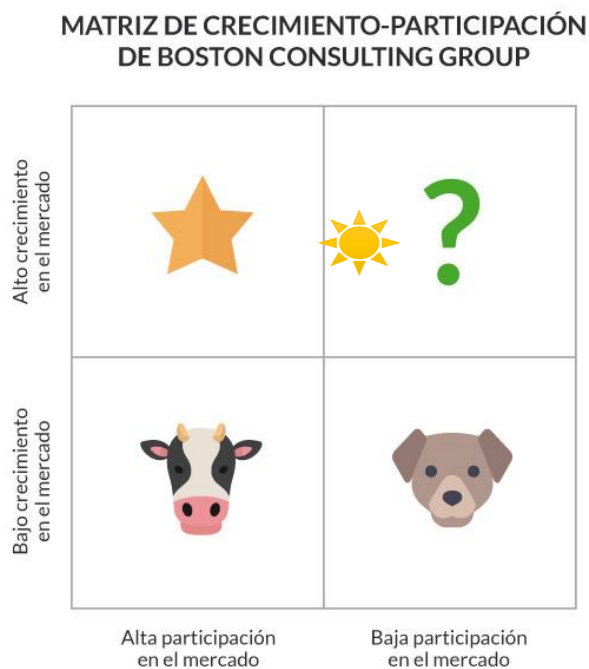 MATRIZ DE CRECIMIENTO-PARTICIPACIÓN
DE BOSTON CONSULTING GROUP
Alto crecimiento
en el mercado
?
Bajo crecimiento
en el mercado
Alta participación
en el mercado
Baja participación
en el mercado